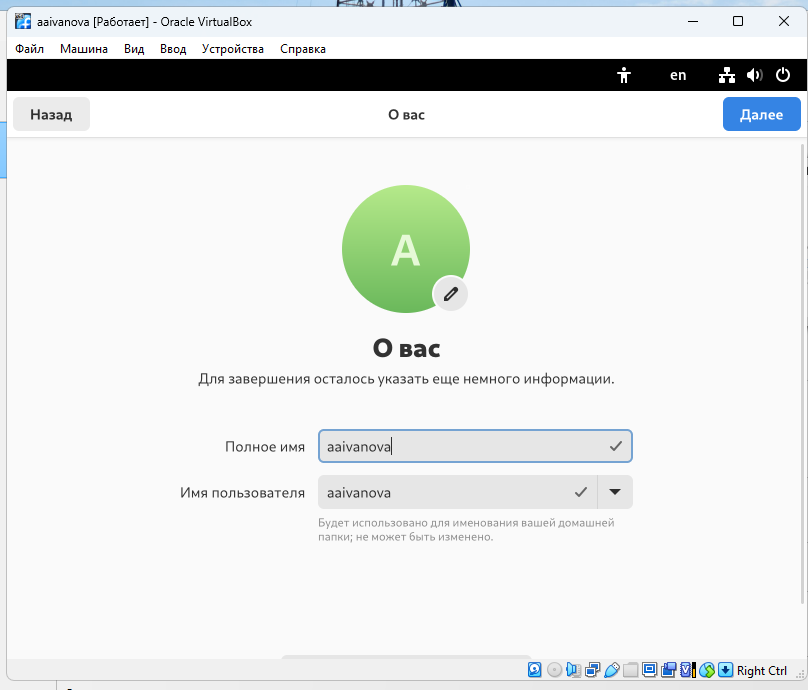 aaivanova [Работает] - Oracle VirtualBox
Файл Машина Вид Ввод Устройства Справка
en
Назад О вас Далее
A
О вас
Для завершения осталось указать еще немного информации.
Полное имя aaivanova
Имя пользователя aaivanova
Будет использовано для именования вашей домашней
папки; не может быть изменено.
Right Ctrl